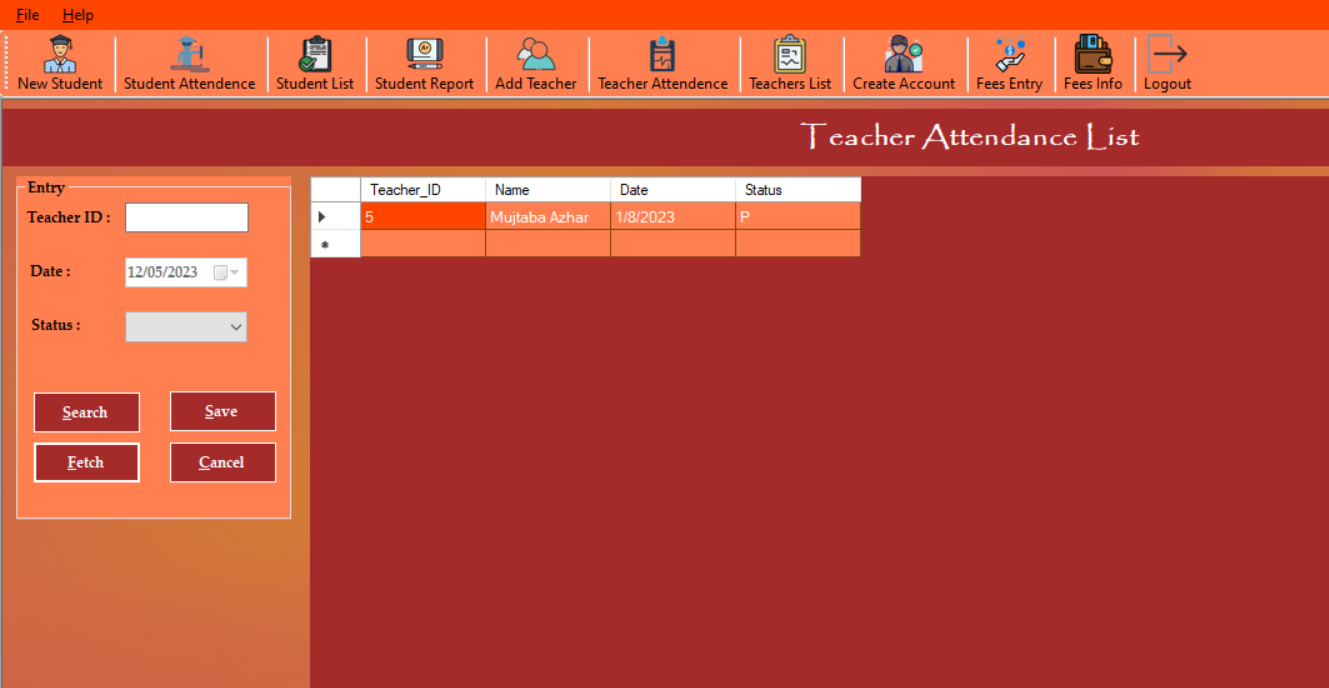 File Help
New Student Student Attendence Student List Student Report Add Teacher Teacher Attendence Teachers List Create Account Fees Entry Fees Info Logout
Teacher Attendance List
Entry
Teacher ID :
Date : 12/05/2023
Status :
Search Save
Fetch Cancel
Teacher_ID Name Date Status
5 Mujtaba Azhar 1/8/2023 P